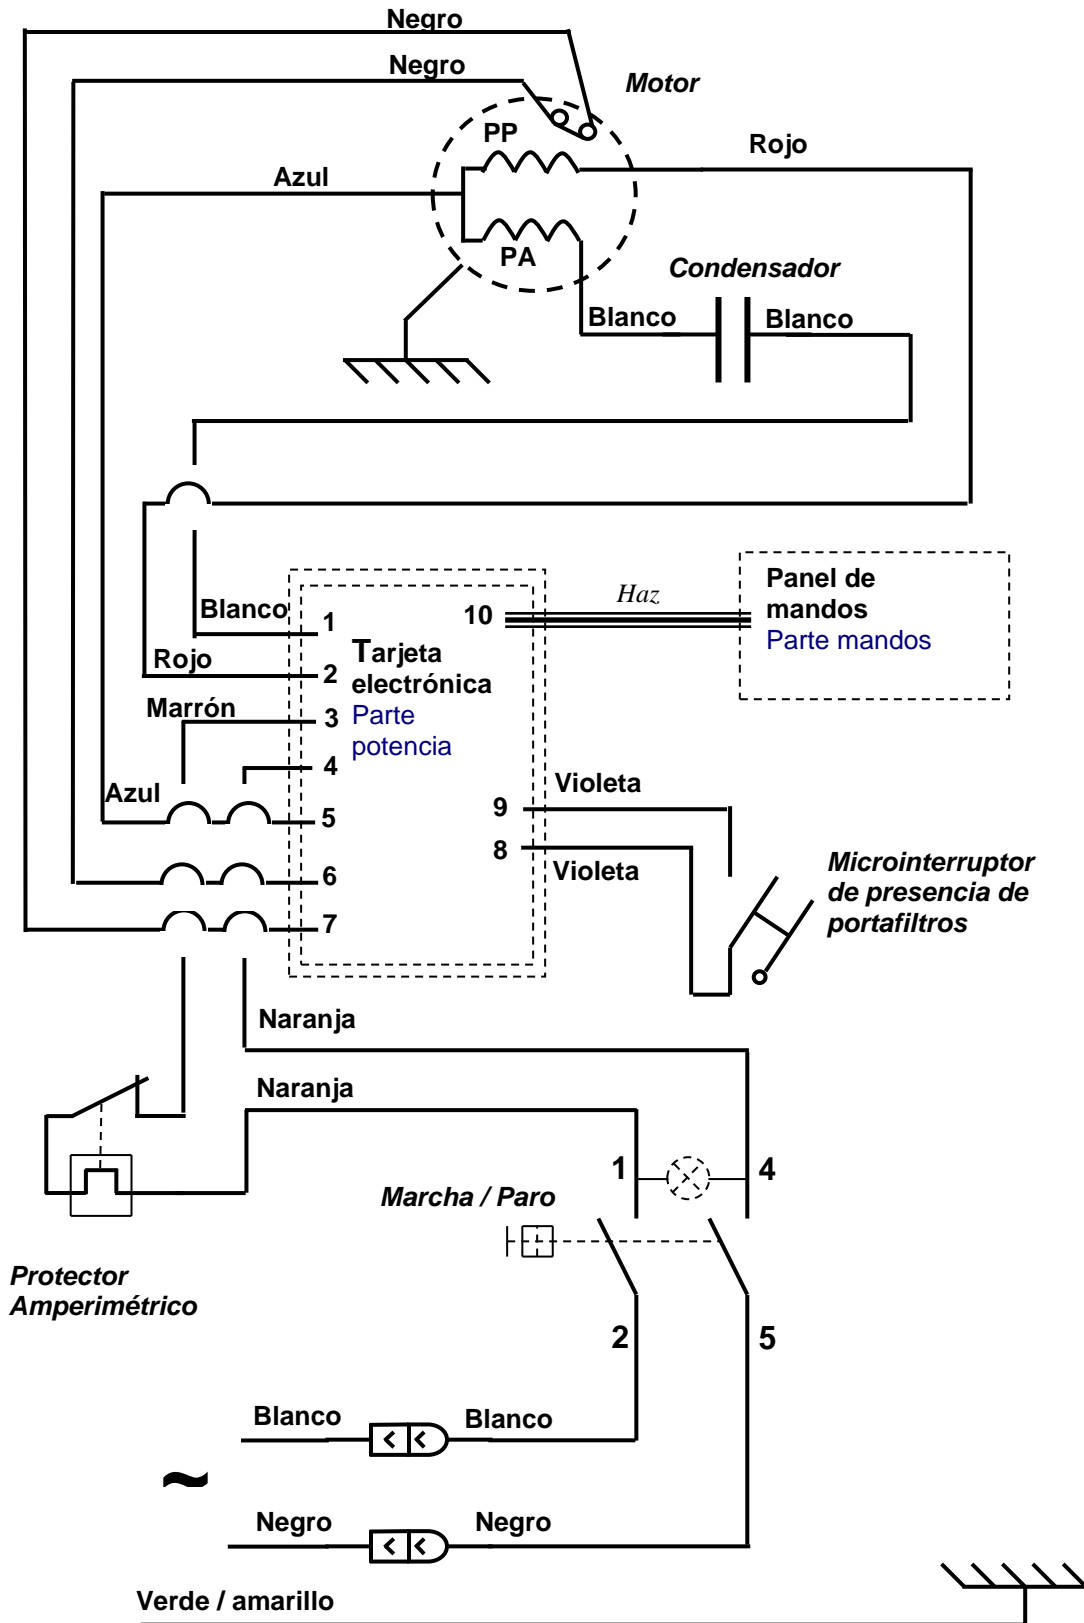 Negro
Negro
Motor
PP
Rojo
Azul
PA
Condensador
Blanco
Blanco
Haz
Panel de
mandos
Parte mandos
10
Blanco
1
Tarjeta
electrónica
Parte
potencia
Rojo
2
Marrón
3
4
Azul
5
6
7
9
Violeta
8
Violeta
Microinterruptor
de presencia de
portafiltros
Naranja
Naranja
1
4
Marcha / Paro
Protector
Amperimétrico
2
5
Blanco
Blanco
~
Negro
Negro
Verde / amarillo